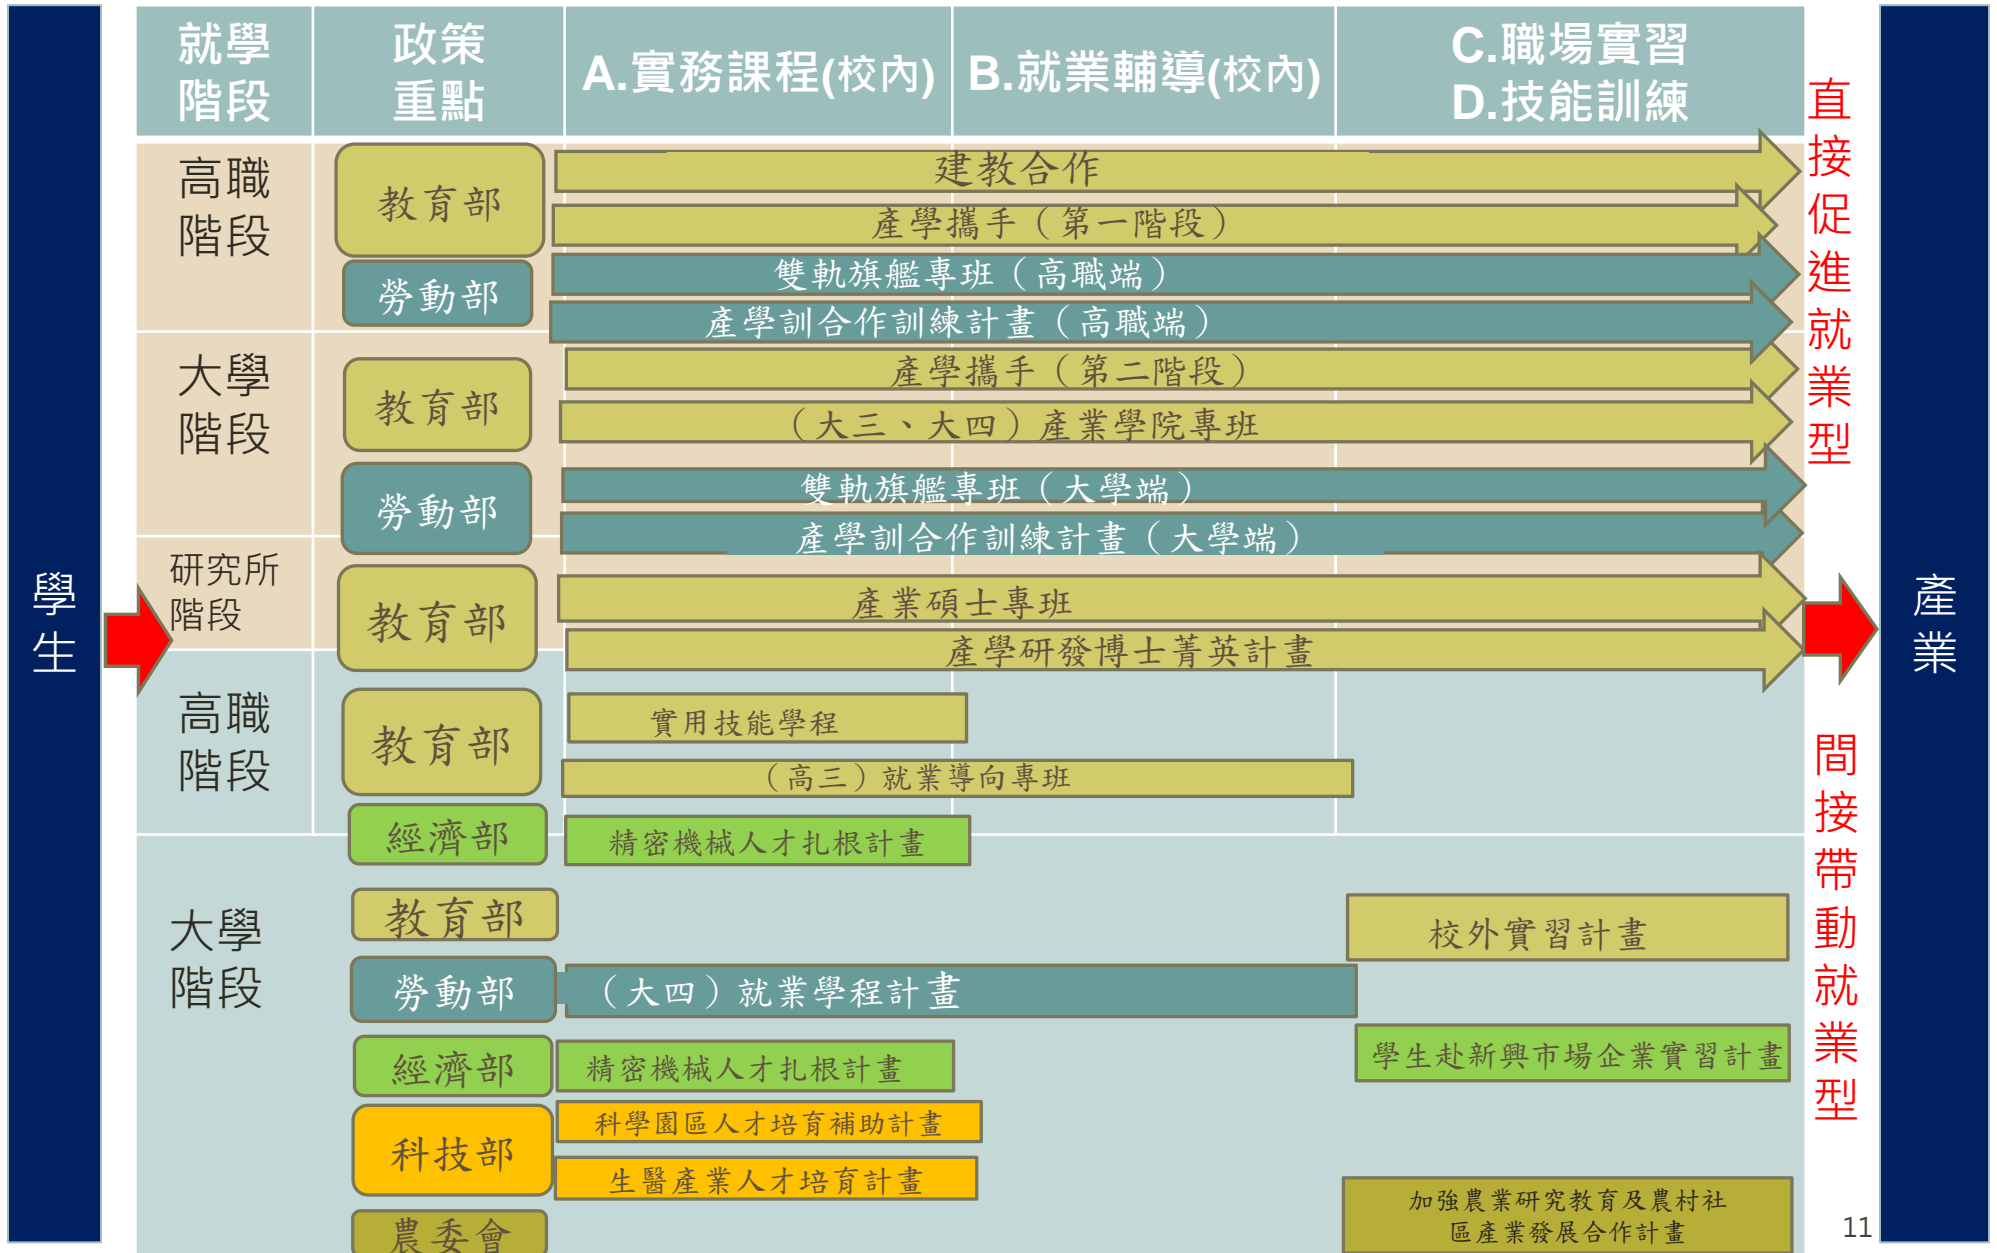 學
生
就學
階段
政策
重點
A.實務課程(校內)
B.就業輔導(校內)
C.職場實習
D.技能訓練
高職
階段
教育部
建教合作
產學攜手（第一階段）
勞動部
雙軌旗艦專班（高職端）
產學訓合作訓練計畫（高職端）
大學
階段
教育部
產學攜手（第二階段）
（大三、大四）產業學院專班
勞動部
雙軌旗艦專班（大學端）
產學訓合作訓練計畫（大學端）
研究所
階段
教育部
產業碩士專班
產學研發博士菁英計畫
直接促進就業型
高職
階段
教育部
實用技能學程
（高三）就業導向專班
經濟部
精密機械人才扎根計畫
大學
階段
教育部
校外實習計畫
勞動部
（大四）就業學程計畫
經濟部
精密機械人才扎根計畫
學生赴新興市場企業實習計畫
科技部
科學園區人才培育補助計畫
生醫產業人才培育計畫
農委會
加強農業研究教育及農村社
區產業發展合作計畫
間接帶動就業型
產
業
11